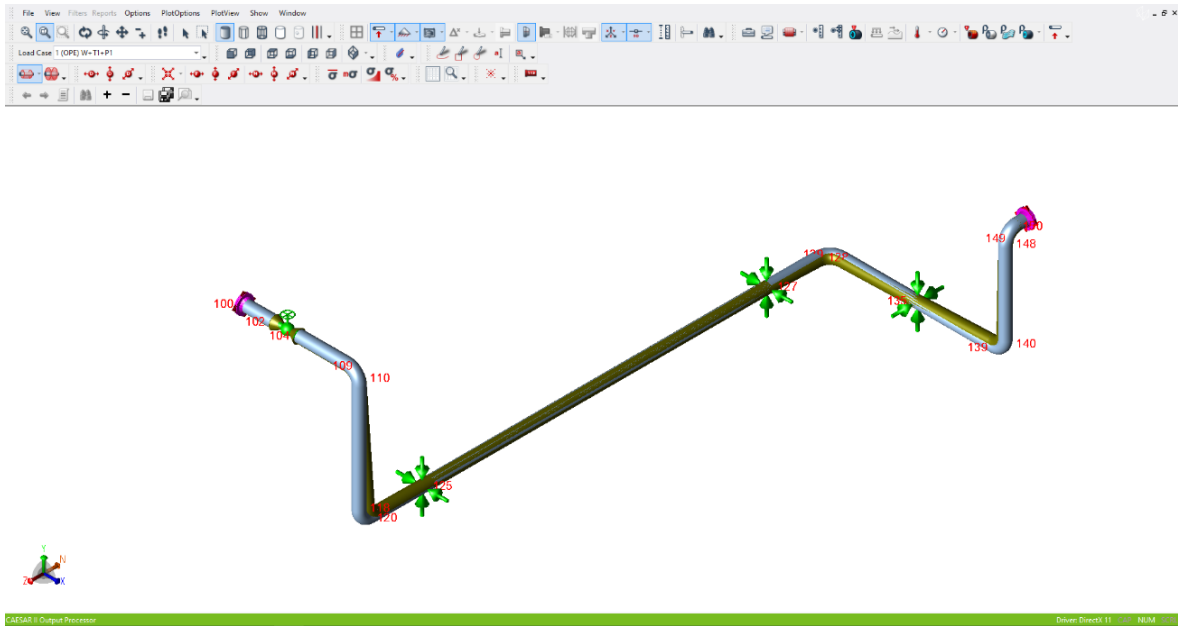 File View Filters Reports Options PlotOptions PlotView Show Window
Load Case 1 (OPE) W+T1+P1
100
102
104
109
110
120
125
127
135
139
140
149
148
Y
N
Z
X
CAESAR II Output Processor
Driver: DirectX 11
NUM